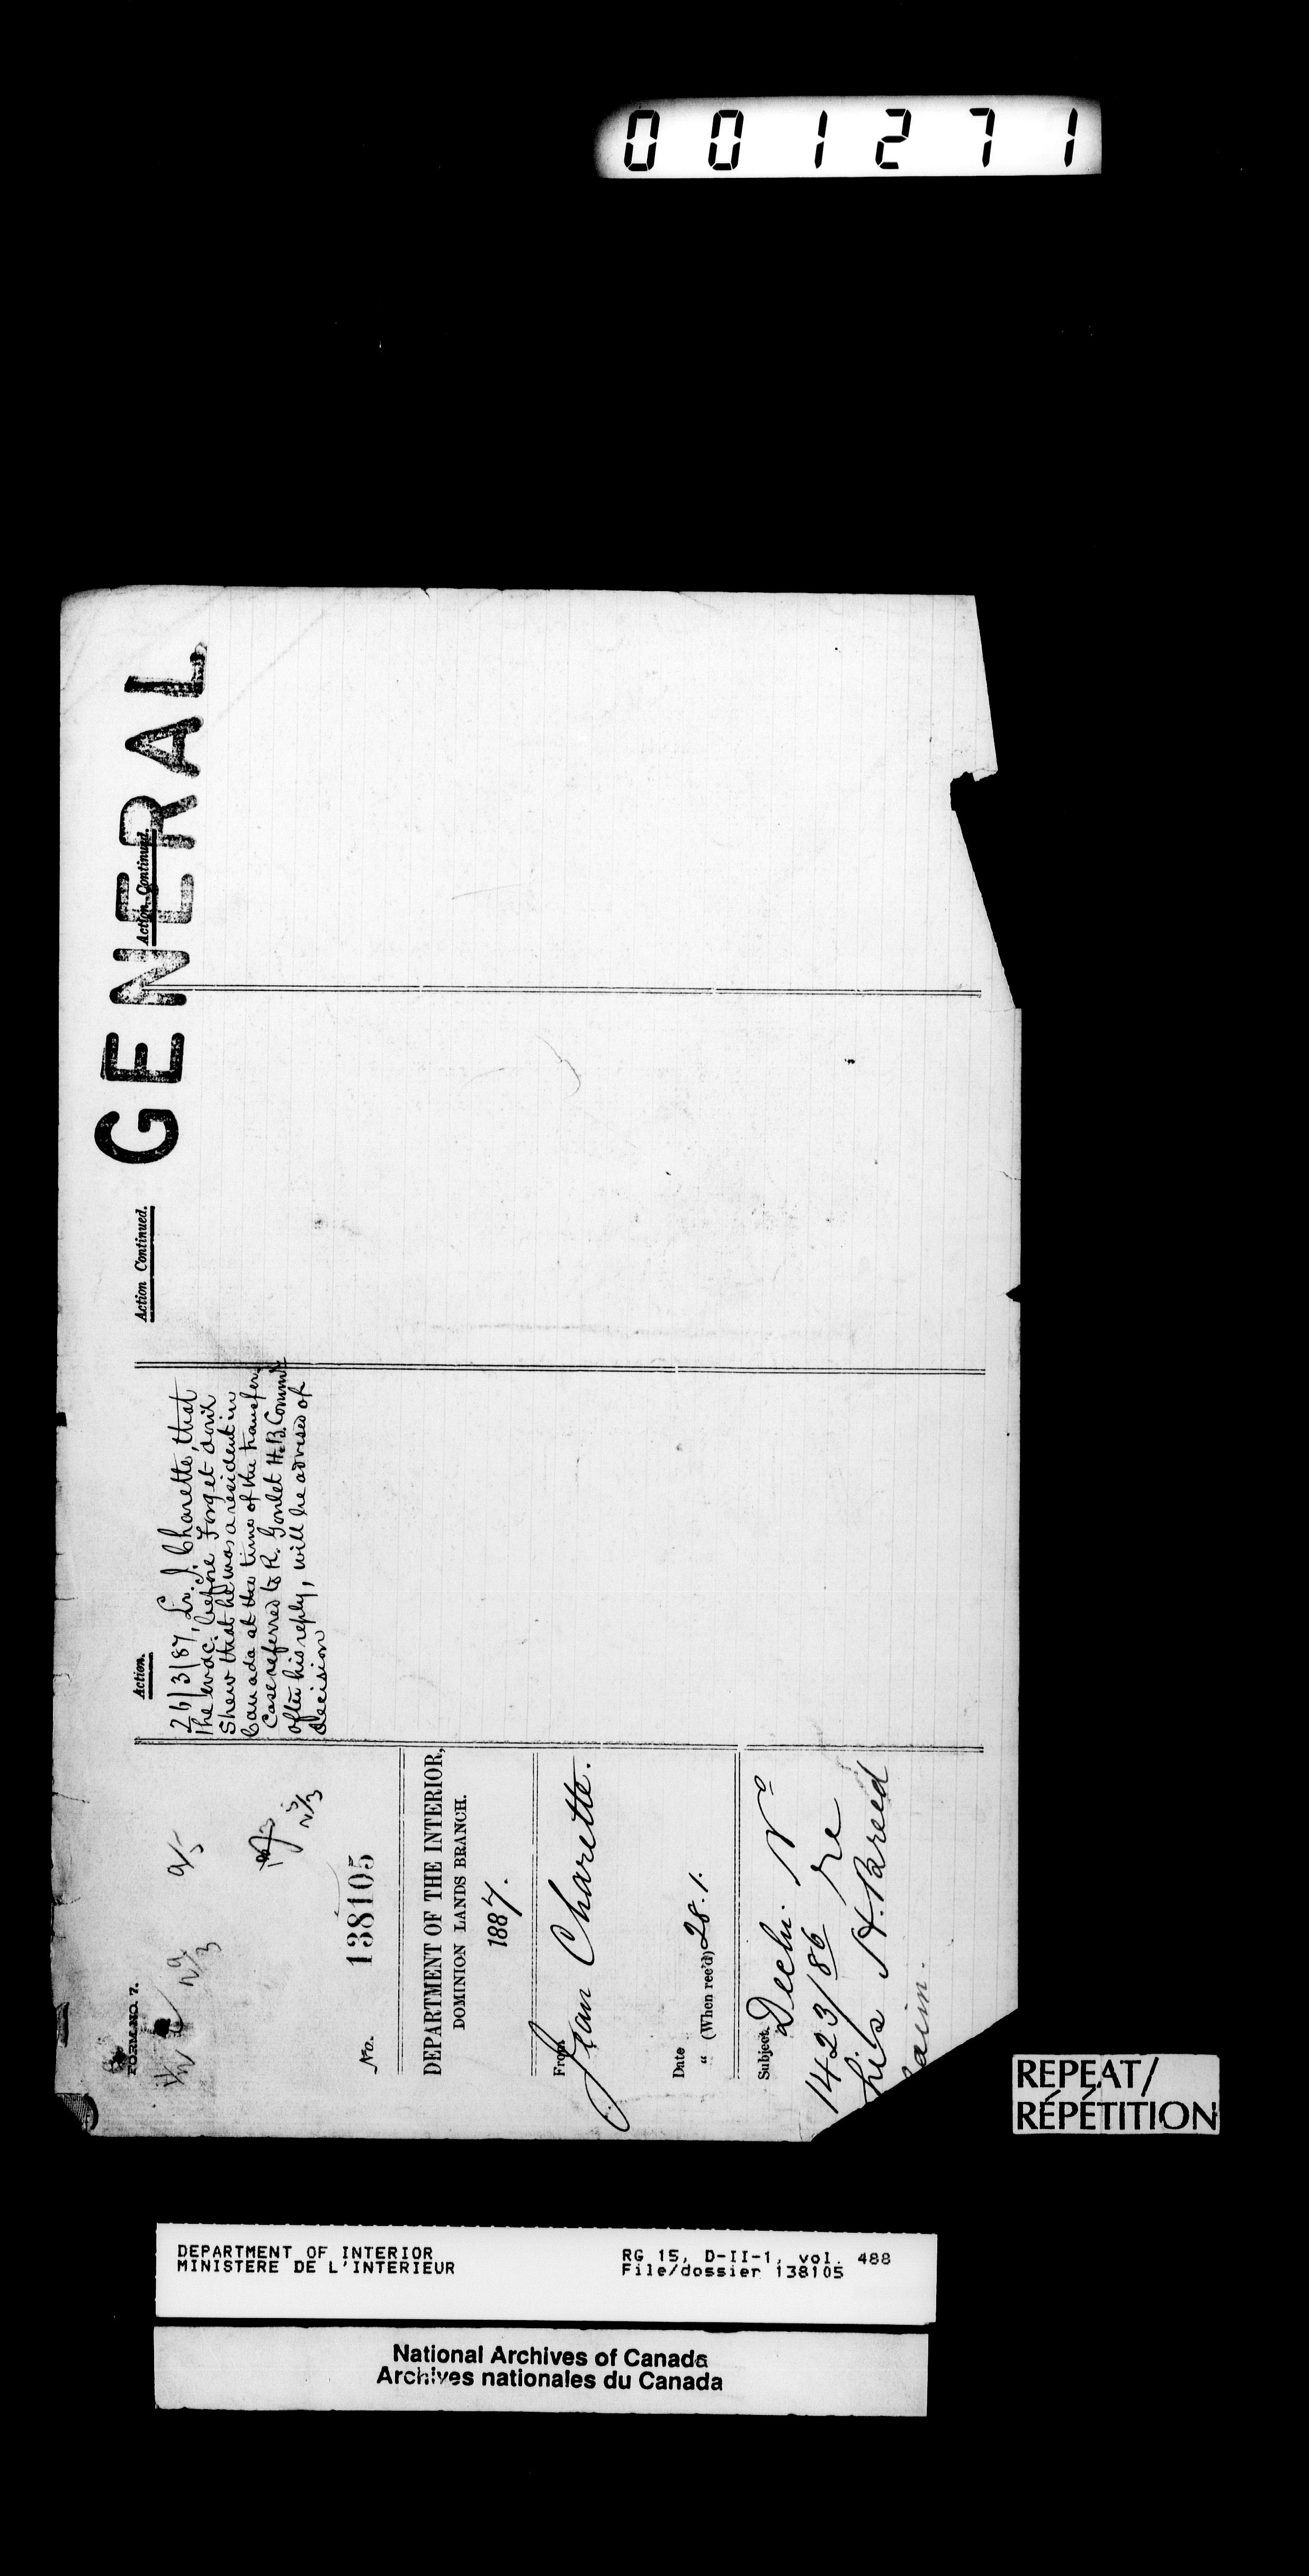 001271
GENERAL
FORM NO. 7.
No. 138105
DEPARTMENT OF THE INTERIOR,
DOMINION LANDS BRANCH.
1887.
From Jean Charette.
Date
" (When rec'd) 28. 1.
Subject. Decln. No
1423/86 re
his H. Breed
claim.
Action.
26/3/87, Lr. J. Charette, that
the evdc. before Forget don't
Shew that he was a resident in
Canada at the time of the transfer.
Case referred to R. Goulet H.B. Commr
after his reply, will be advised of
decision
Action Continued.
Action Continued.
REPEAT/
RÉPÉTITION
DEPARTMENT OF INTERIOR
MINISTERE DE L'INTERIEUR
RG 15, D-II-1, vol. 488
File/dossier 138105
National Archives of Canada
Archives nationales du Canada